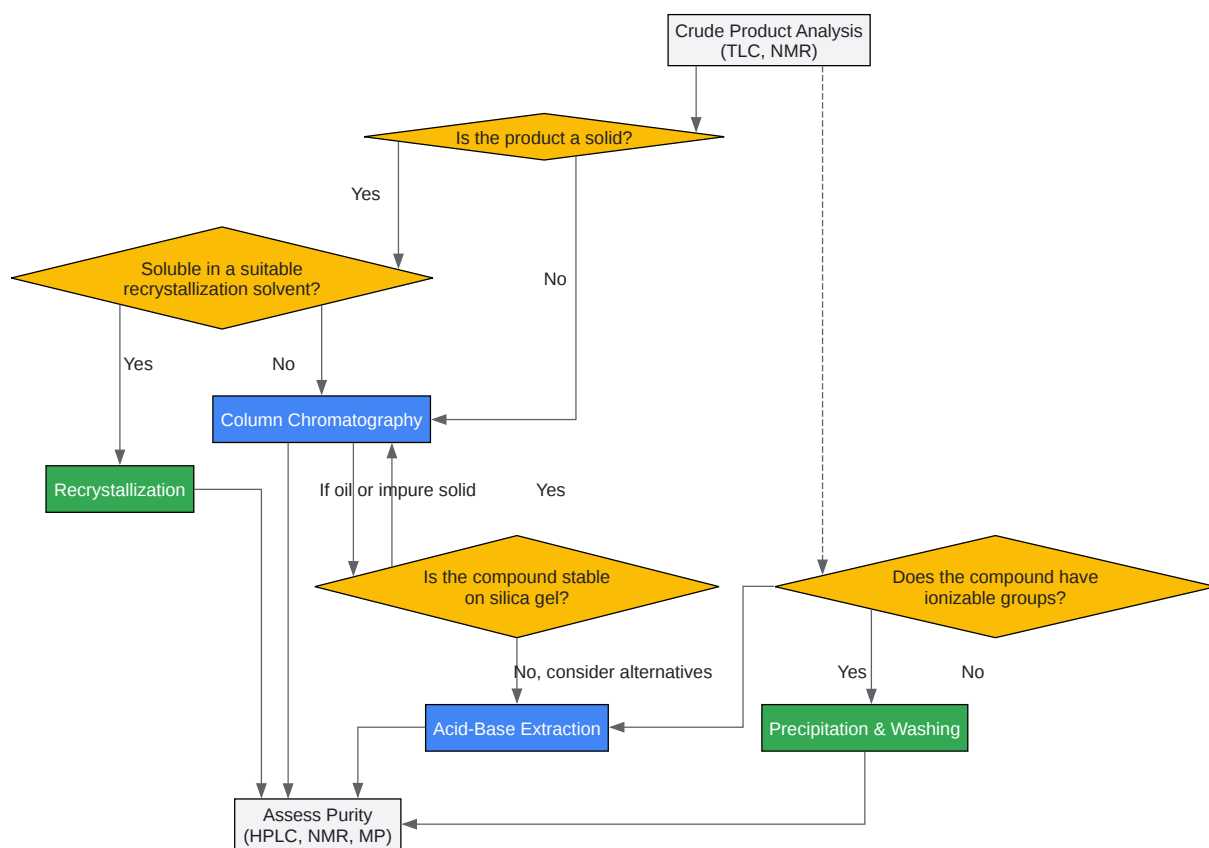 Crude Product Analysis
(TLC, NMR)
Is the product a solid?
Yes
Soluble in a suitable
recrystallization solvent?
No
Yes
No
Column Chromatography
Recrystallization
If oil or impure solid
Yes
Is the compound stable
on silica gel?
Does the compound have
ionizable groups?
No, consider alternatives
Yes
No
Acid-Base Extraction
Precipitation & Washing
Assess Purity
(HPLC, NMR, MP)